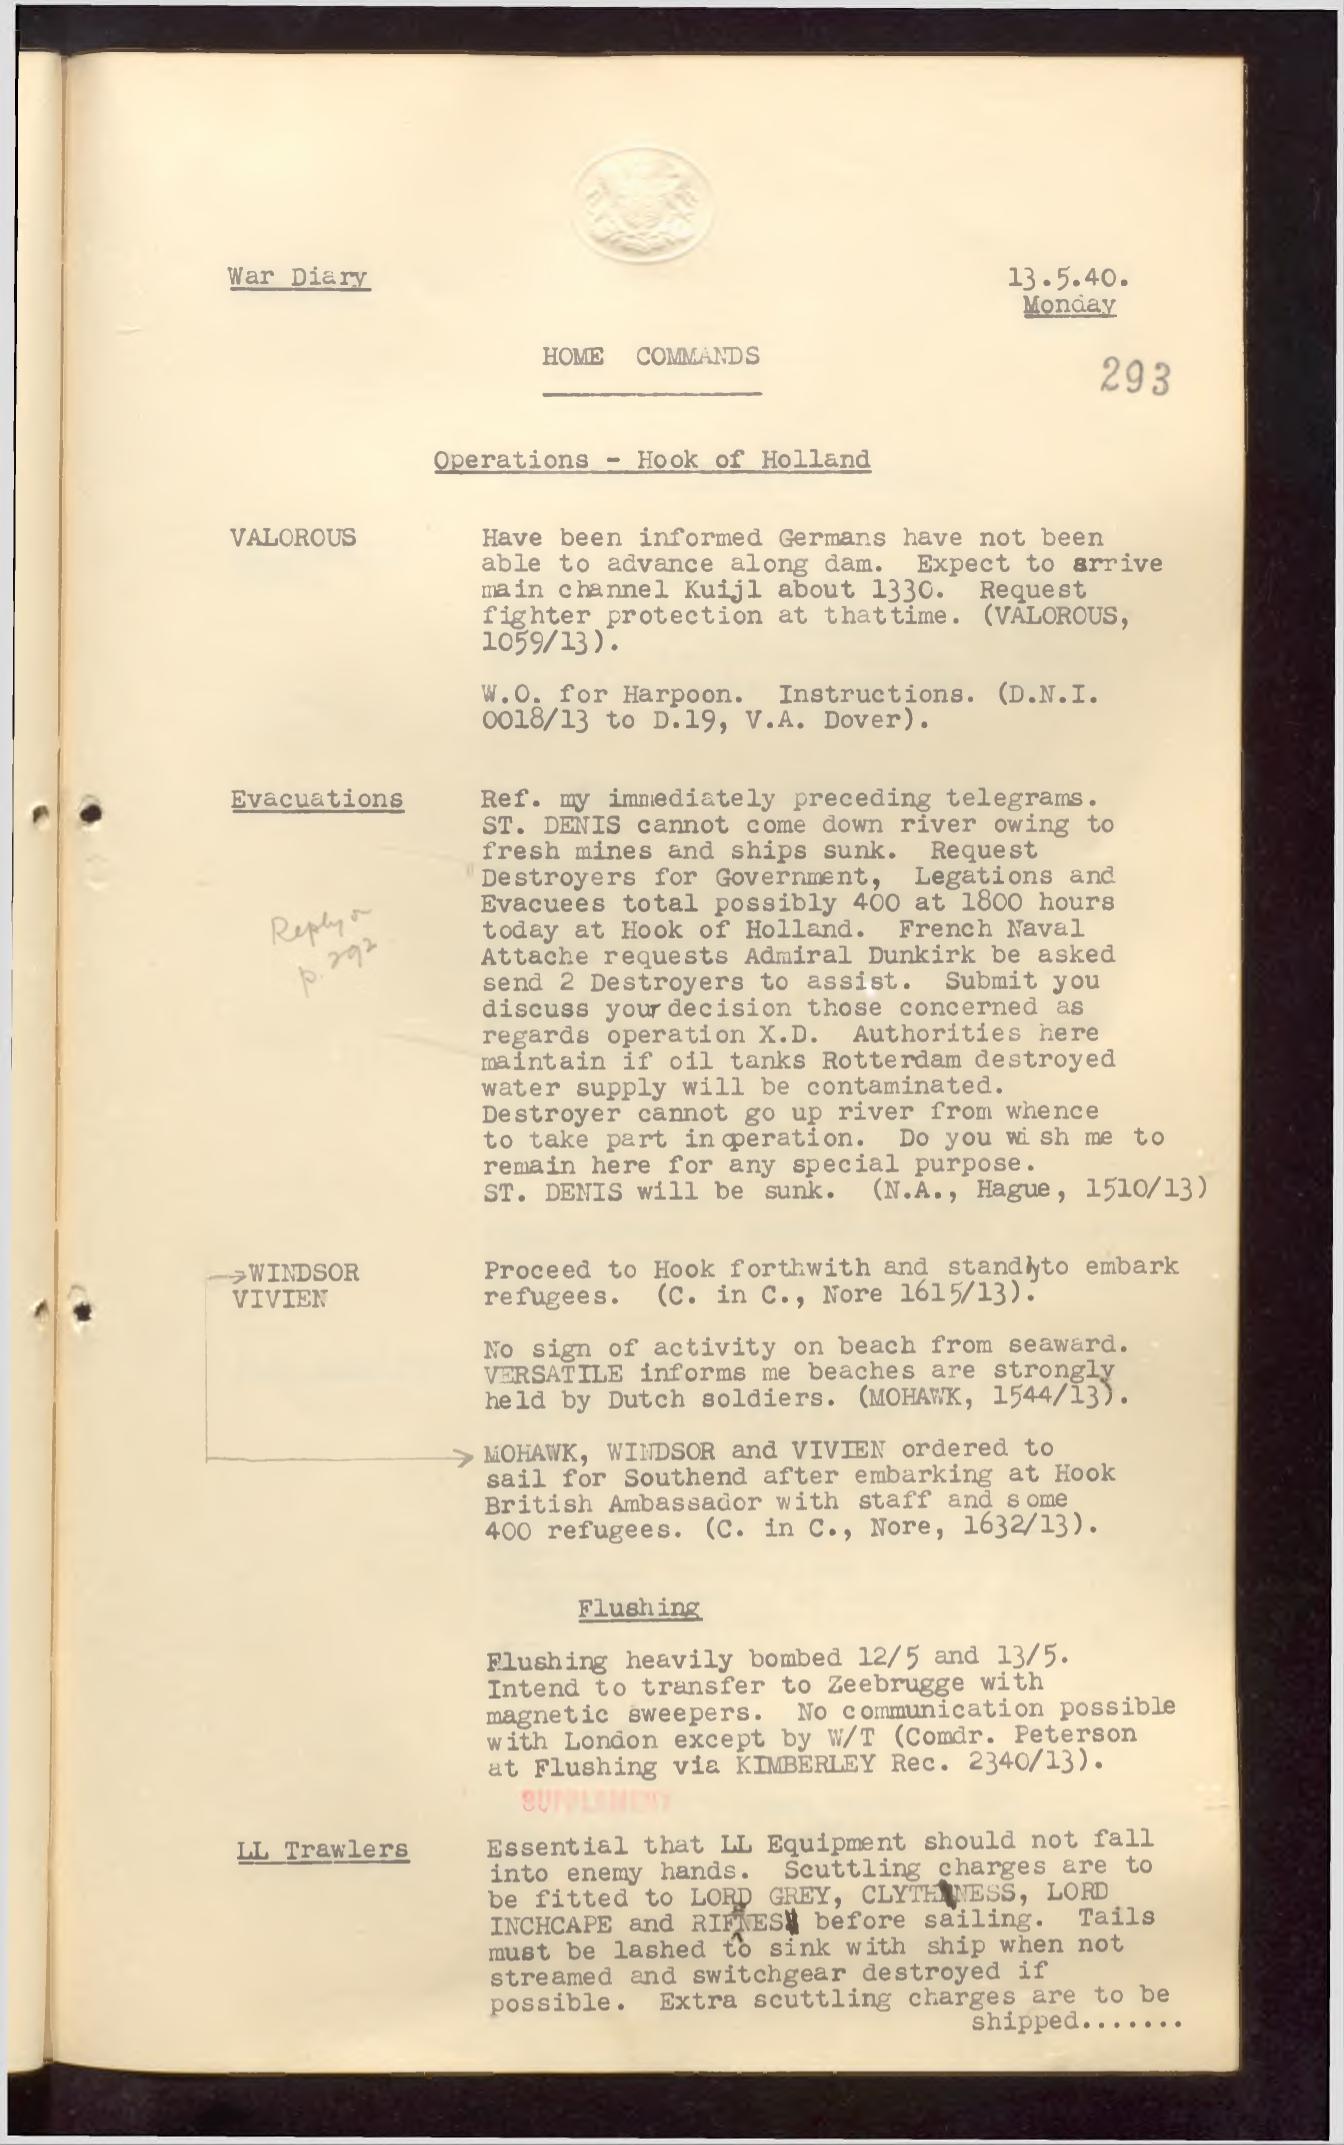 War Diary
13.5.40.
Monday
HOME COMMANDS
293
Operations - Hook of Holland
VALOROUS
Have been informed Germans have not been
able to advance along dam. Expect to arrive
main channel Kuijl about 1330. Request
fighter protection at thattime. (VALOROUS,
1059/13).
W.O. for Harpoon. Instructions. (D.N.I.
0018/13 to D.19, V.A. Dover).
Evacuations
Ref. my immediately preceding telegrams.
ST. DENIS cannot come down river owing to
fresh mines and ships sunk. Request
Destroyers for Government, Legations and
Evacuees total possibly 400 at 1800 hours
today at Hook of Holland. French Naval
Attache requests Admiral Dunkirk be asked
send 2 Destroyers to assist. Submit you
discuss your decision those concerned as
regards operation X.D. Authorities here
maintain if oil tanks Rotterdam destroyed
water supply will be contaminated.
Destroyer cannot go up river from whence
to take part in operation. Do you wish me to
remain here for any special purpose.
ST. DENIS will be sunk. (N.A., Hague, 1510/13)
Reply on
p. 292
→WINDSOR
VIVIEN
Proceed to Hook forthwith and stand by to embark
refugees. (C. in C., Nore 1615/13).
No sign of activity on beach from seaward.
VERSATILE informs me beaches are strongly
held by Dutch soldiers. (MOHAWK, 1544/13).
MOHAWK, WINDSOR and VIVIEN ordered to
sail for Southend after embarking at Hook
British Ambassador with staff and some
400 refugees. (C. in C., Nore, 1632/13).
Flushing
Flushing heavily bombed 12/5 and 13/5.
Intend to transfer to Zeebrugge with
magnetic sweepers. No communication possible
with London except by W/T (Comdr. Peterson
at Flushing via KIMBERLEY Rec. 2340/13).
SUPPLEMENT
LL Trawlers
Essential that LL Equipment should not fall
into enemy hands. Scuttling charges are to
be fitted to LORD GREY, CLYTHNESS, LORD
INCHCAPE and before sailing. Tails
must be lashed to sink with ship when not
streamed and switchgear destroyed if
possible. Extra scuttling charges are to be
shipped.......